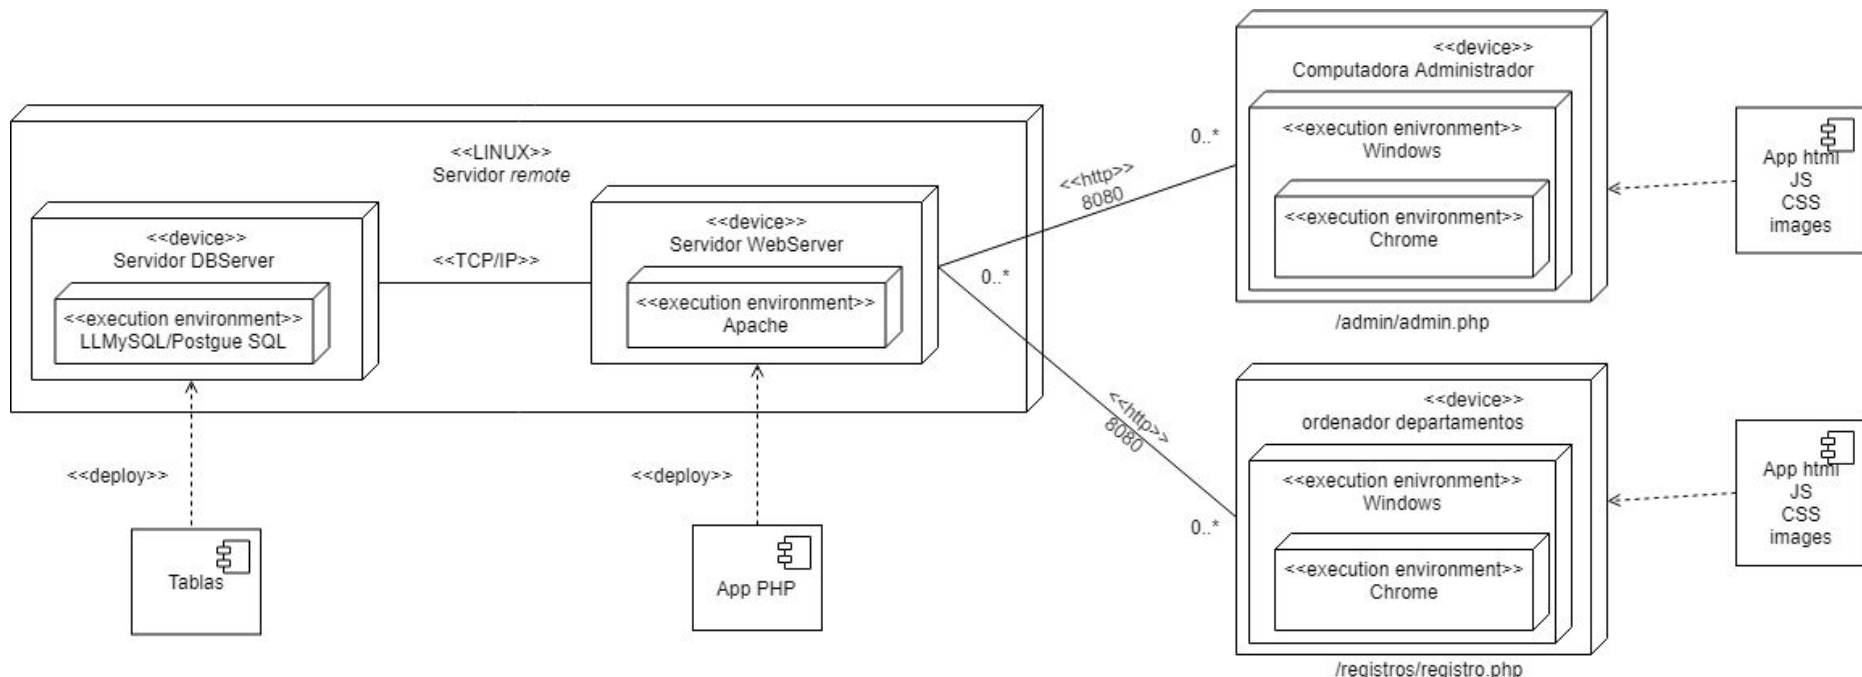 <<LINUX>>
Servidor remote
<<device>>
Servidor DBServer
<<execution environment>>
LLMySQL/Postgue SQL
<<TCP/IP>>
<<device>>
Servidor WebServer
<<execution environment>>
Apache
<<deploy>>
Tablas
<<deploy>>
App PHP
0..*
<<http>>
8080
0..*
<<http>>
8080
0..*
<<device>>
Computadora Administrador
<<execution enivronment>>
Windows
<<execution environment>>
Chrome
/admin/admin.php
App html
JS
CSS
images
<<device>>
ordenador departamentos
<<execution enivronment>>
Windows
<<execution environment>>
Chrome
/registros/registro.php
App html
JS
CSS
images